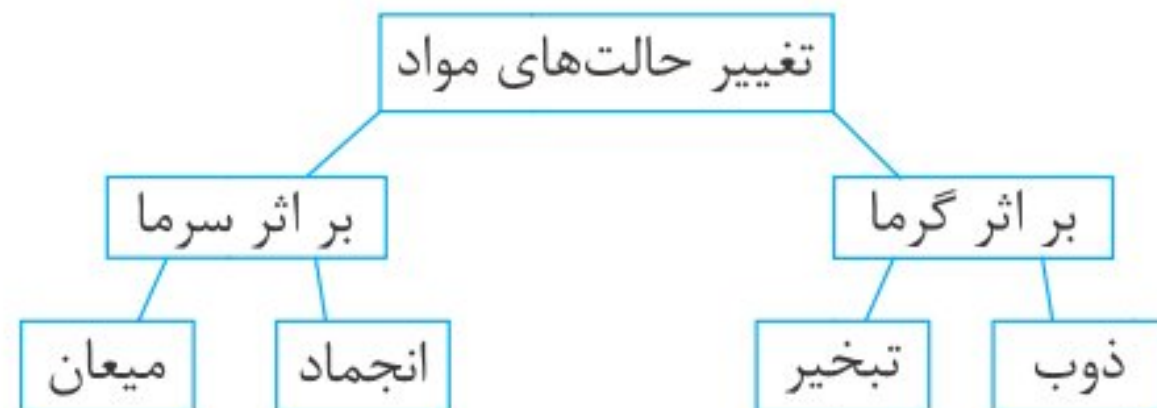 تغییر حالت‌های مواد
بر اثر گرما
بر اثر سرما
ذوب
تبخیر
انجماد
میعان